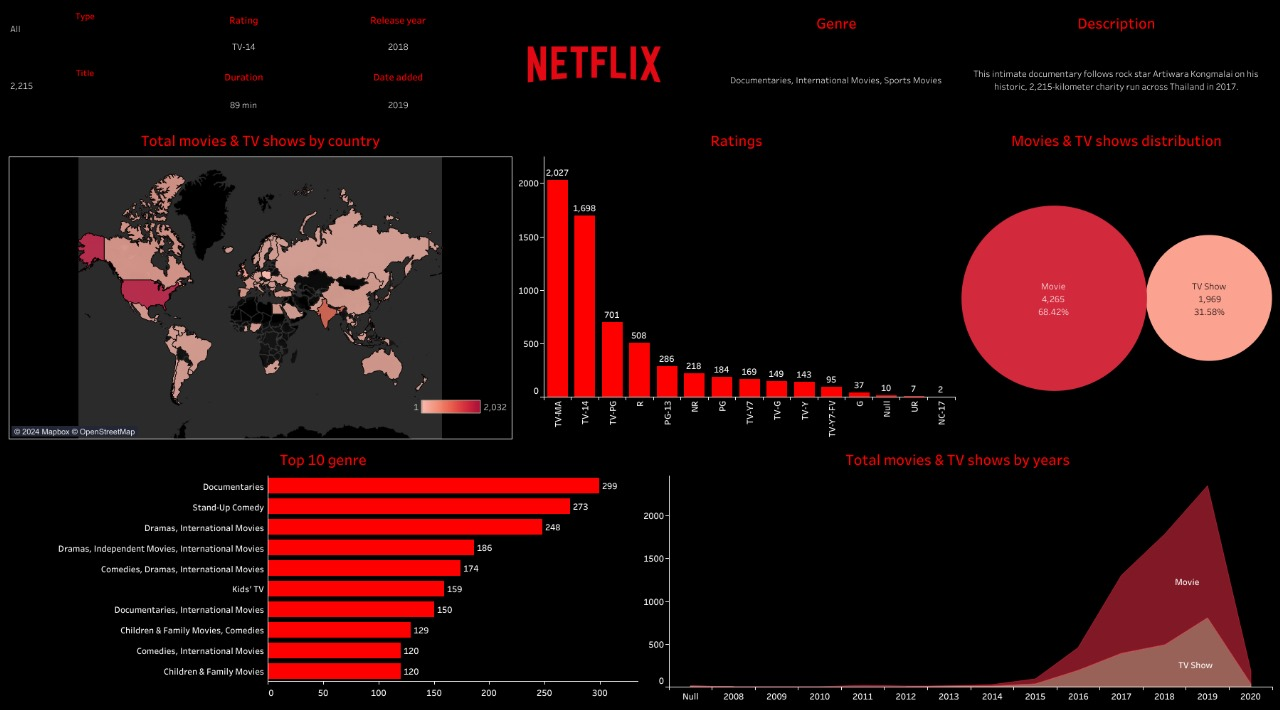 Type
All
Rating
TV-14
Release year
2018
Title
2,215
Duration
89 min
Date added
2019
NETFLIX
Genre
Documentaries, International Movies, Sports Movies
Description
This intimate documentary follows rock star Artiwara Kongmalai on his
historic, 2,215-kilometer charity run across Thailand in 2017.
Total movies & TV shows by country
1 2,032
© 2024 Mapbox © OpenStreetMap
Ratings
2000
1500
1000
500
0
2,027
1,698
701
508
286
218
184
169
149
143
95
37
10
7
2
TV-MA
TV-14
TV-PG
R
PG-13
NR
PG
TV-Y7
TV-G
TV-Y
TV-Y7-FV
G
Null
UR
NC-17
Movies & TV shows distribution
Movie
4,265
68.42%
TV Show
1,969
31.58%
Top 10 genre
Documentaries 299
Stand-Up Comedy 273
Dramas, International Movies 248
Dramas, Independent Movies, International Movies 186
Comedies, Dramas, International Movies 174
Kids' TV 159
Documentaries, International Movies 150
Children & Family Movies, Comedies 129
Comedies, International Movies 120
Children & Family Movies 120
0 50 100 150 200 250 300
Total movies & TV shows by years
2000
1500
1000
500
0
Movie
TV Show
Null 2008 2009 2010 2011 2012 2013 2014 2015 2016 2017 2018 2019 2020